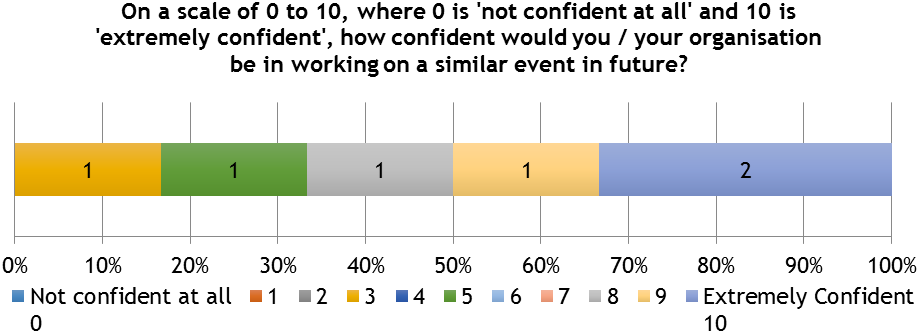 On a scale of 0 to 10, where 0 is 'not confident at all' and 10 is
'extremely confident', how confident would you / your organisation
be in working on a similar event in future?
1 1 1 1 2
0% 10% 20% 30% 40% 50% 60% 70% 80% 90% 100%
Not confident at all 1 2 3 4 5 6 7 8 9 Extremely Confident
0 10